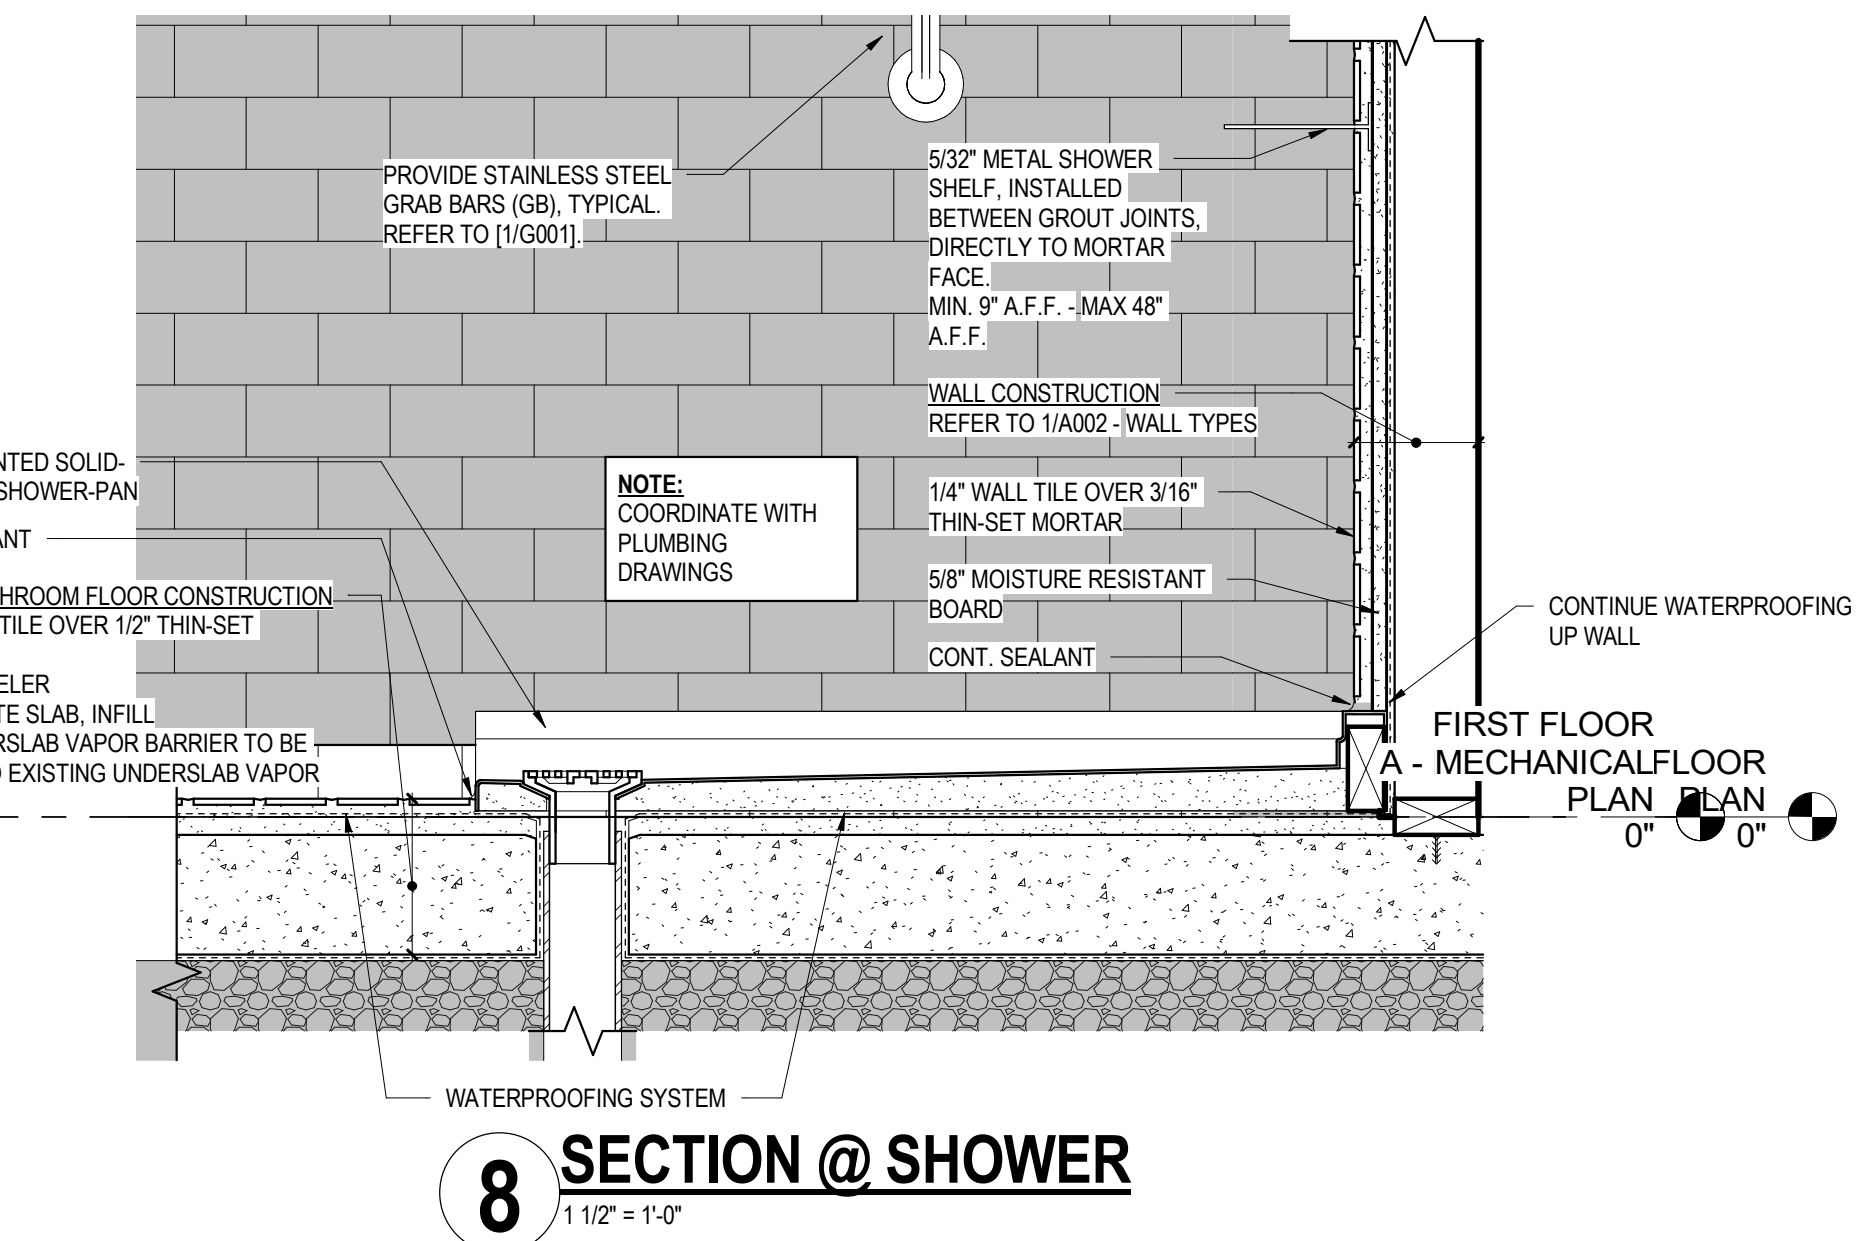 PROVIDE STAINLESS STEEL
GRAB BARS (GB), TYPICAL.
REFER TO [1/G001].
5/32" METAL SHOWER
SHELF, INSTALLED
BETWEEN GROUT JOINTS,
DIRECTLY TO MORTAR
FACE.
MIN. 9" A.F.F. - MAX 48"
A.F.F.
WALL CONSTRUCTION
REFER TO 1/A002 - WALL TYPES
NTED SOLID-
SHOWER-PAN
ANT
HROOM FLOOR CONSTRUCTION
TILE OVER 1/2" THIN-SET
ELER
TE SLAB, INFILL
RSLAB VAPOR BARRIER TO BE
EXISTING UNDERSLAB VAPOR
NOTE:
COORDINATE WITH
PLUMBING
DRAWINGS
1/4" WALL TILE OVER 3/16"
THIN-SET MORTAR
5/8" MOISTURE RESISTANT
BOARD
CONT. SEALANT
CONTINUE WATERPROOFING
UP WALL
FIRST FLOOR
A - MECHANICALFLOOR
PLAN PLAN
0" 0"
WATERPROOFING SYSTEM
8 SECTION @ SHOWER
1 1/2" = 1'-0"